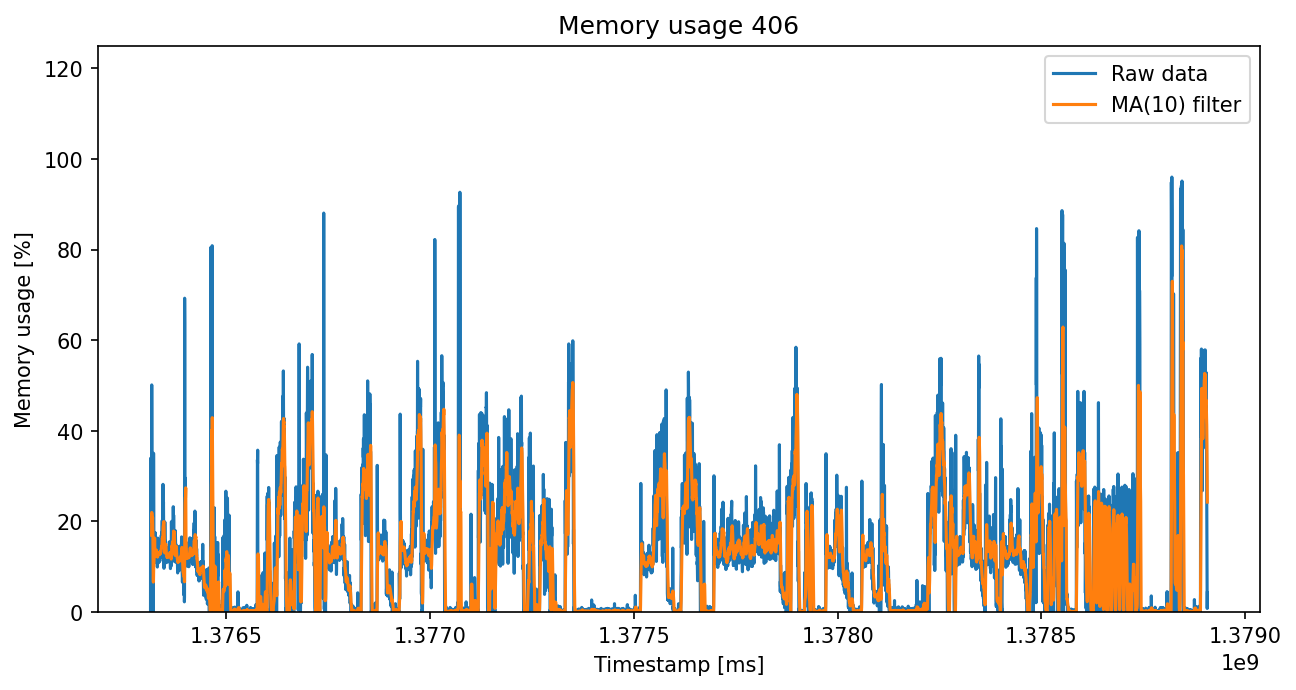 Memory usage 406
Raw data
MA(10) filter
Memory usage [%]
120
100
80
60
40
20
0
1.3765 1.3770 1.3775 1.3780 1.3785 1.3790
1e9
Timestamp [ms]